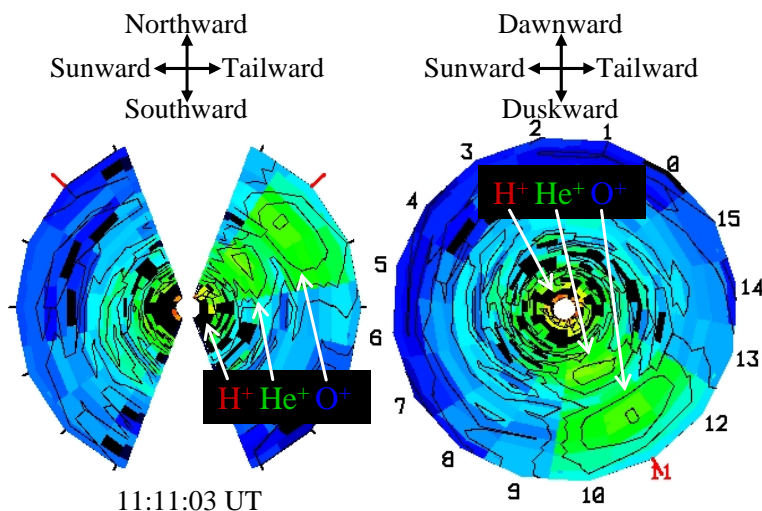 Northward
Sunward Tailward
Southward
Dawnward
Sunward Tailward
Duskward
2 1
3 0
4 15
5 14
6 13
7 12
8 11
9 10
H⁺ He⁺ O⁺
H⁺ He⁺ O⁺
11:11:03 UT